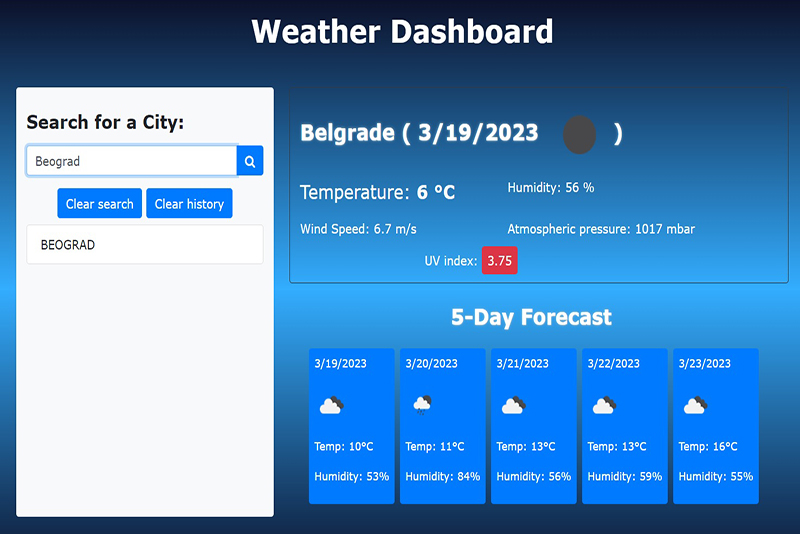 Weather Dashboard
Search for a City:
Beograd
Clear search Clear history
BEOGRAD
Belgrade ( 3/19/2023 )
Temperature: 6 °C Humidity: 56 %
Wind Speed: 6.7 m/s Atmospheric pressure: 1017 mbar
UV index: 3.75
5-Day Forecast
3/19/2023 3/20/2023 3/21/2023 3/22/2023 3/23/2023
Temp: 10°C Temp: 11°C Temp: 13°C Temp: 13°C Temp: 16°C
Humidity: 53% Humidity: 84% Humidity: 56% Humidity: 59% Humidity: 55%